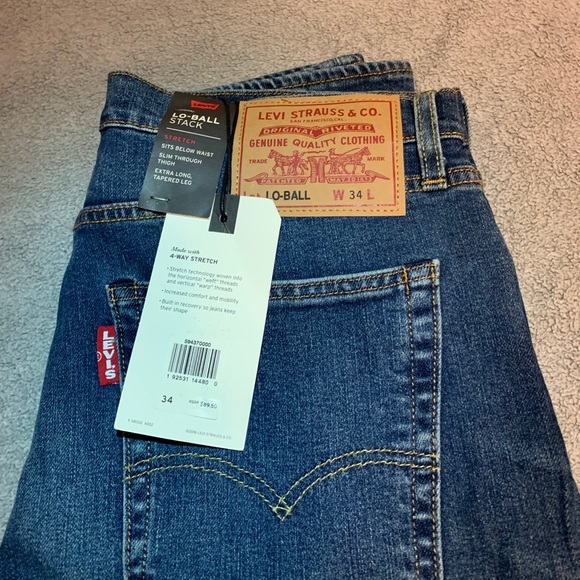 Levi's
LO-BALL
STACK
STRETCH
SITS BELOW WAIST
SLIM THROUGH
THIGH
EXTRA LONG,
TAPERED LEG
LEVI STRAUSS & CO.
SAN FRANCISCO, CAL.
ORIGINAL RIVETED
GENUINE QUALITY CLOTHING
TRADE MARK
PATENTED
LO-BALL W 34 L
Made with
4-WAY STRETCH
• Stretch technology woven into
the horizontal "weft" threads
and vertical "warp" threads
• Increased comfort and mobility
• Built in recovery so jeans keep
their shape
594370000
1 92531 14480 0
34
LEVI'S
®